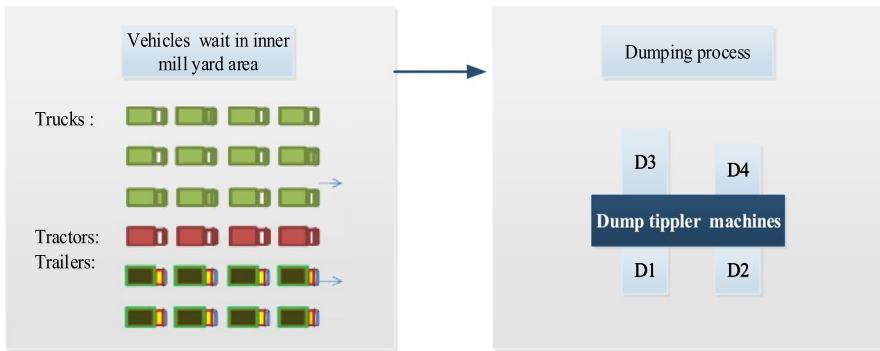 Vehicles wait in inner
mill yard area
Trucks :
Tractors:
Trailers:
Dumping process
D3
D4
Dump tippler machines
D1
D2